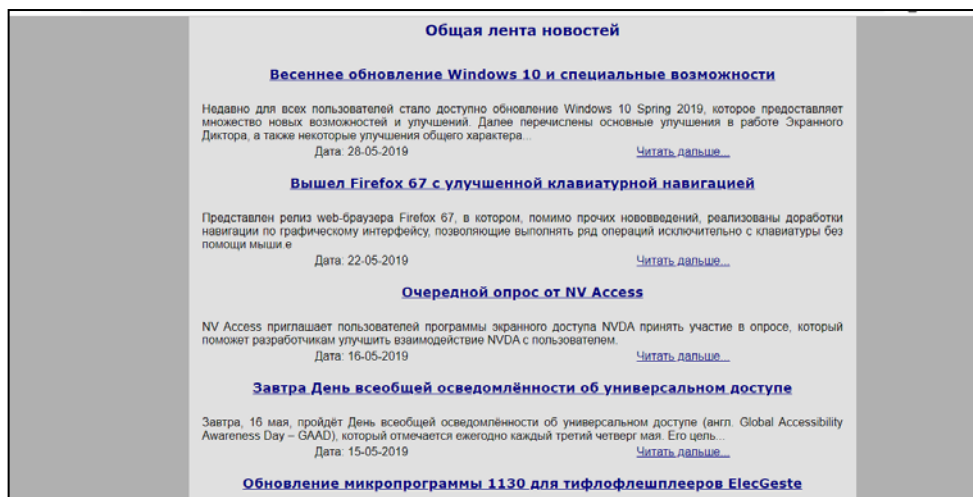 Общая лента новостей
Весеннее обновление Windows 10 и специальные возможности
Недавно для всех пользователей стало доступно обновление Windows 10 Spring 2019, которое предоставляет
множество новых возможностей и улучшений. Далее перечислены основные улучшения в работе Экранного
Диктора, а также некоторые улучшения общего характера...
Дата: 28-05-2019 Читать дальше...
Вышел Firefox 67 с улучшенной клавиатурной навигацией
Представлен релиз web-браузера Firefox 67, в котором, помимо прочих нововведений, реализованы доработки
навигации по графическому интерфейсу, позволяющие выполнять ряд операций исключительно с клавиатуры без
помощи мыши.е
Дата: 22-05-2019 Читать дальше...
Очередной опрос от NV Access
NV Access приглашает пользователей программы экранного доступа NVDA принять участие в опросе, который
поможет разработчикам улучшить взаимодействие NVDA с пользователем.
Дата: 16-05-2019 Читать дальше...
Завтра День всеобщей осведомлённости об универсальном доступе
Завтра, 16 мая, пройдёт День всеобщей осведомлённости об универсальном доступе (англ. Global Accessibility
Awareness Day – GAAD), который отмечается ежегодно каждый третий четверг мая. Его цель...
Дата: 15-05-2019 Читать дальше...
Обновление микропрограммы 1130 для тифлофлешплееров ElecGeste